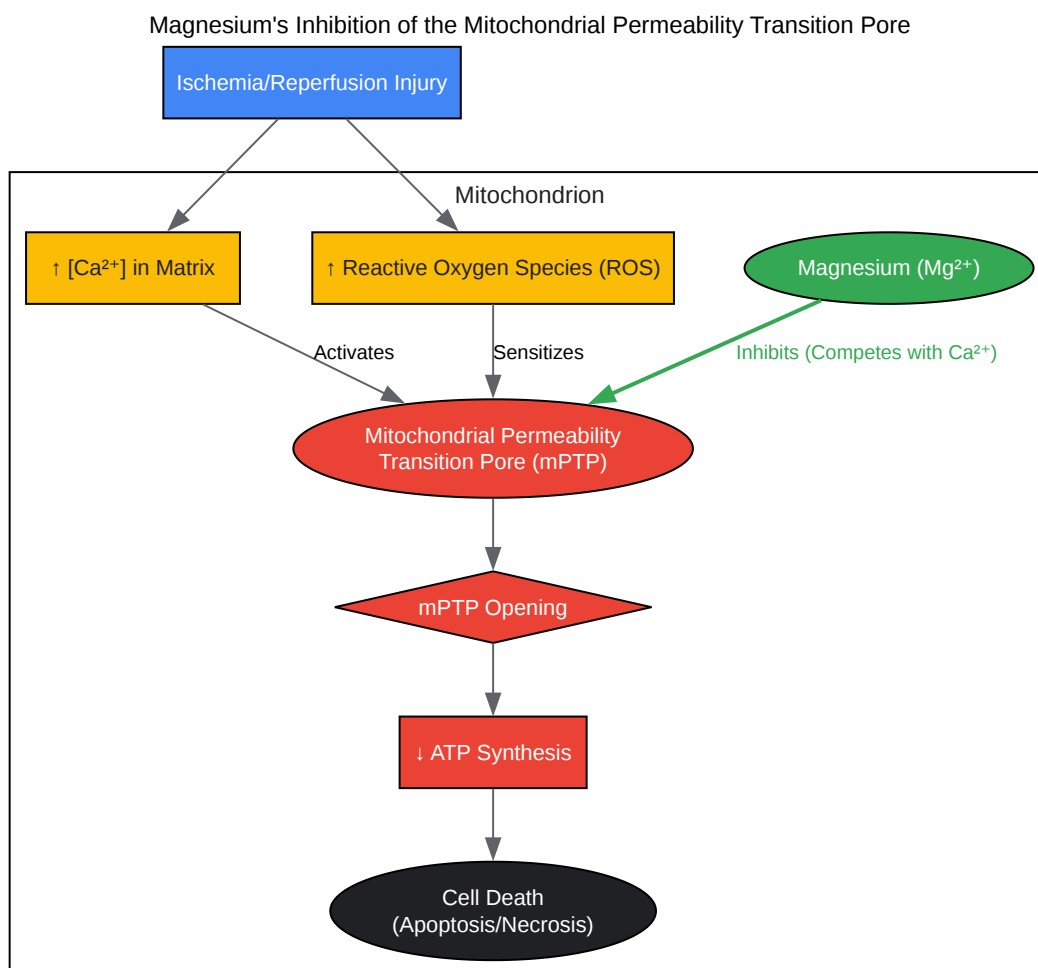 Magnesium's Inhibition of the Mitochondrial Permeability Transition Pore
Ischemia/Reperfusion Injury
Mitochondrion
↑ [Ca²⁺] in Matrix
↑ Reactive Oxygen Species (ROS)
Magnesium (Mg²⁺)
Activates
Sensitizes
Inhibits (Competes with Ca²⁺)
Mitochondrial Permeability
Transition Pore (mPTP)
mPTP Opening
↓ ATP Synthesis
Cell Death
(Apoptosis/Necrosis)